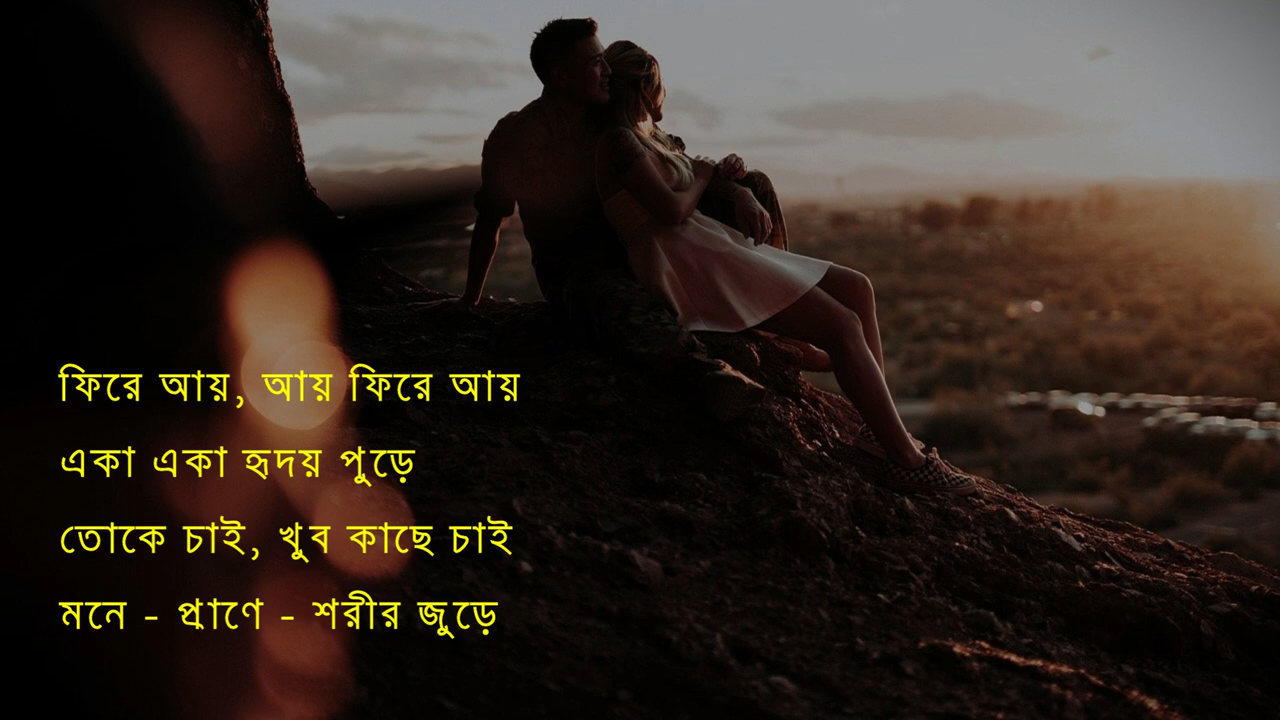 ফিরে আয়, আয় ফিরে আয়
একা একা হৃদয় পুড়ে
তোকে চাই, খুব কাছে চাই
মনে - প্রাণে - শরীর জুড়ে